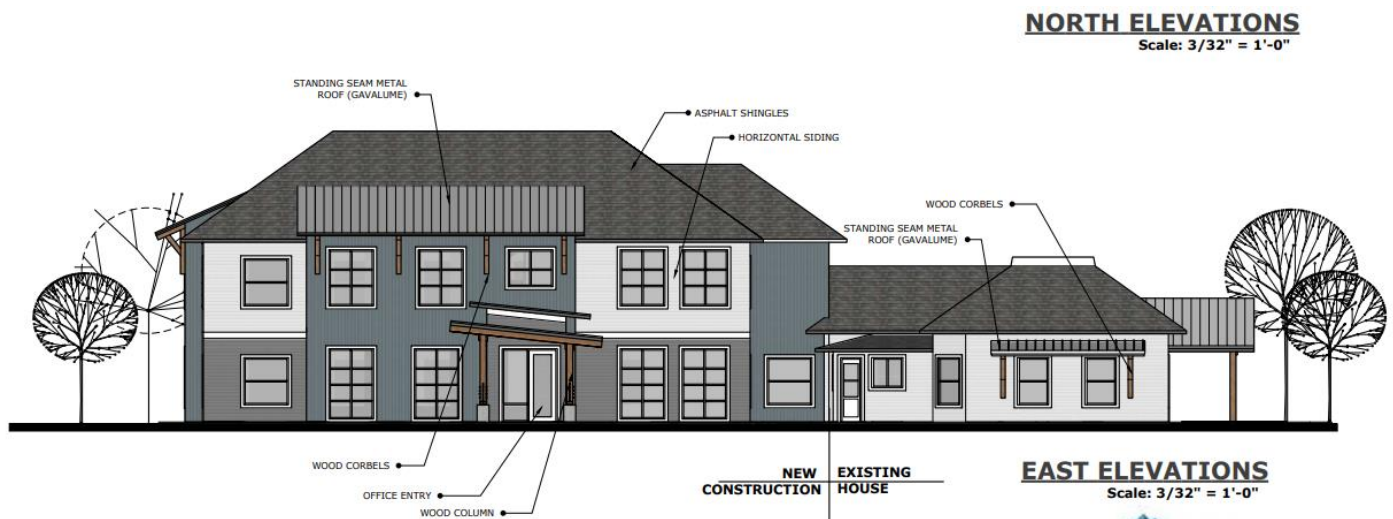 NORTH ELEVATIONS
Scale: 3/32" = 1'-0"
STANDING SEAM METAL
ROOF (GAVALUME)
ASPHALT SHINGLES
HORIZONTAL SIDING
WOOD CORBELS
STANDING SEAM METAL
ROOF (GAVALUME)
WOOD CORBELS
OFFICE ENTRY
WOOD COLUMN
NEW
CONSTRUCTION
EXISTING
HOUSE
EAST ELEVATIONS
Scale: 3/32" = 1'-0"